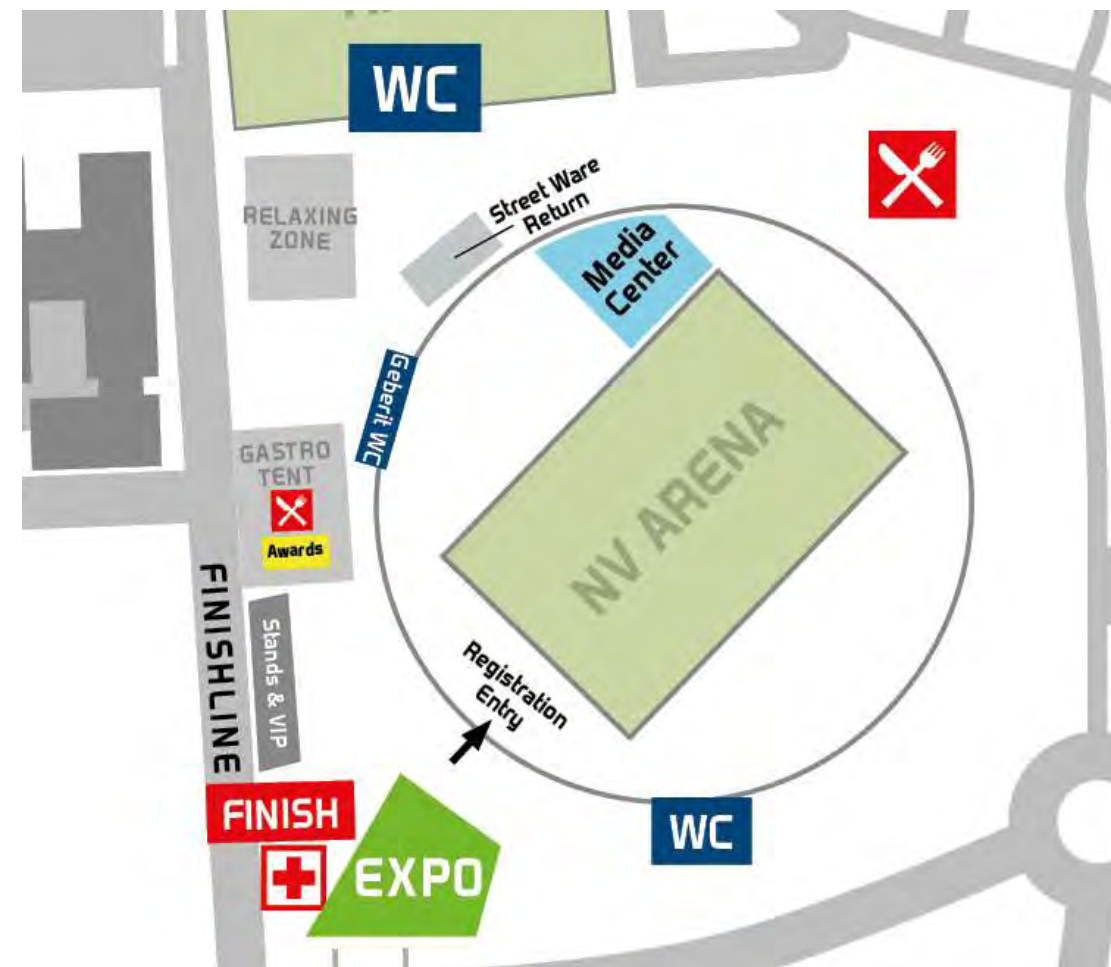 WC
Street Ware
Return
RELAXING
ZONE
Media
Center
Geberit WC
GASTRO
TENT
Awards
NV ARENA
FINISHLINE
Stands & VIP
Registration
Entry
FINISH
WC
EXPO